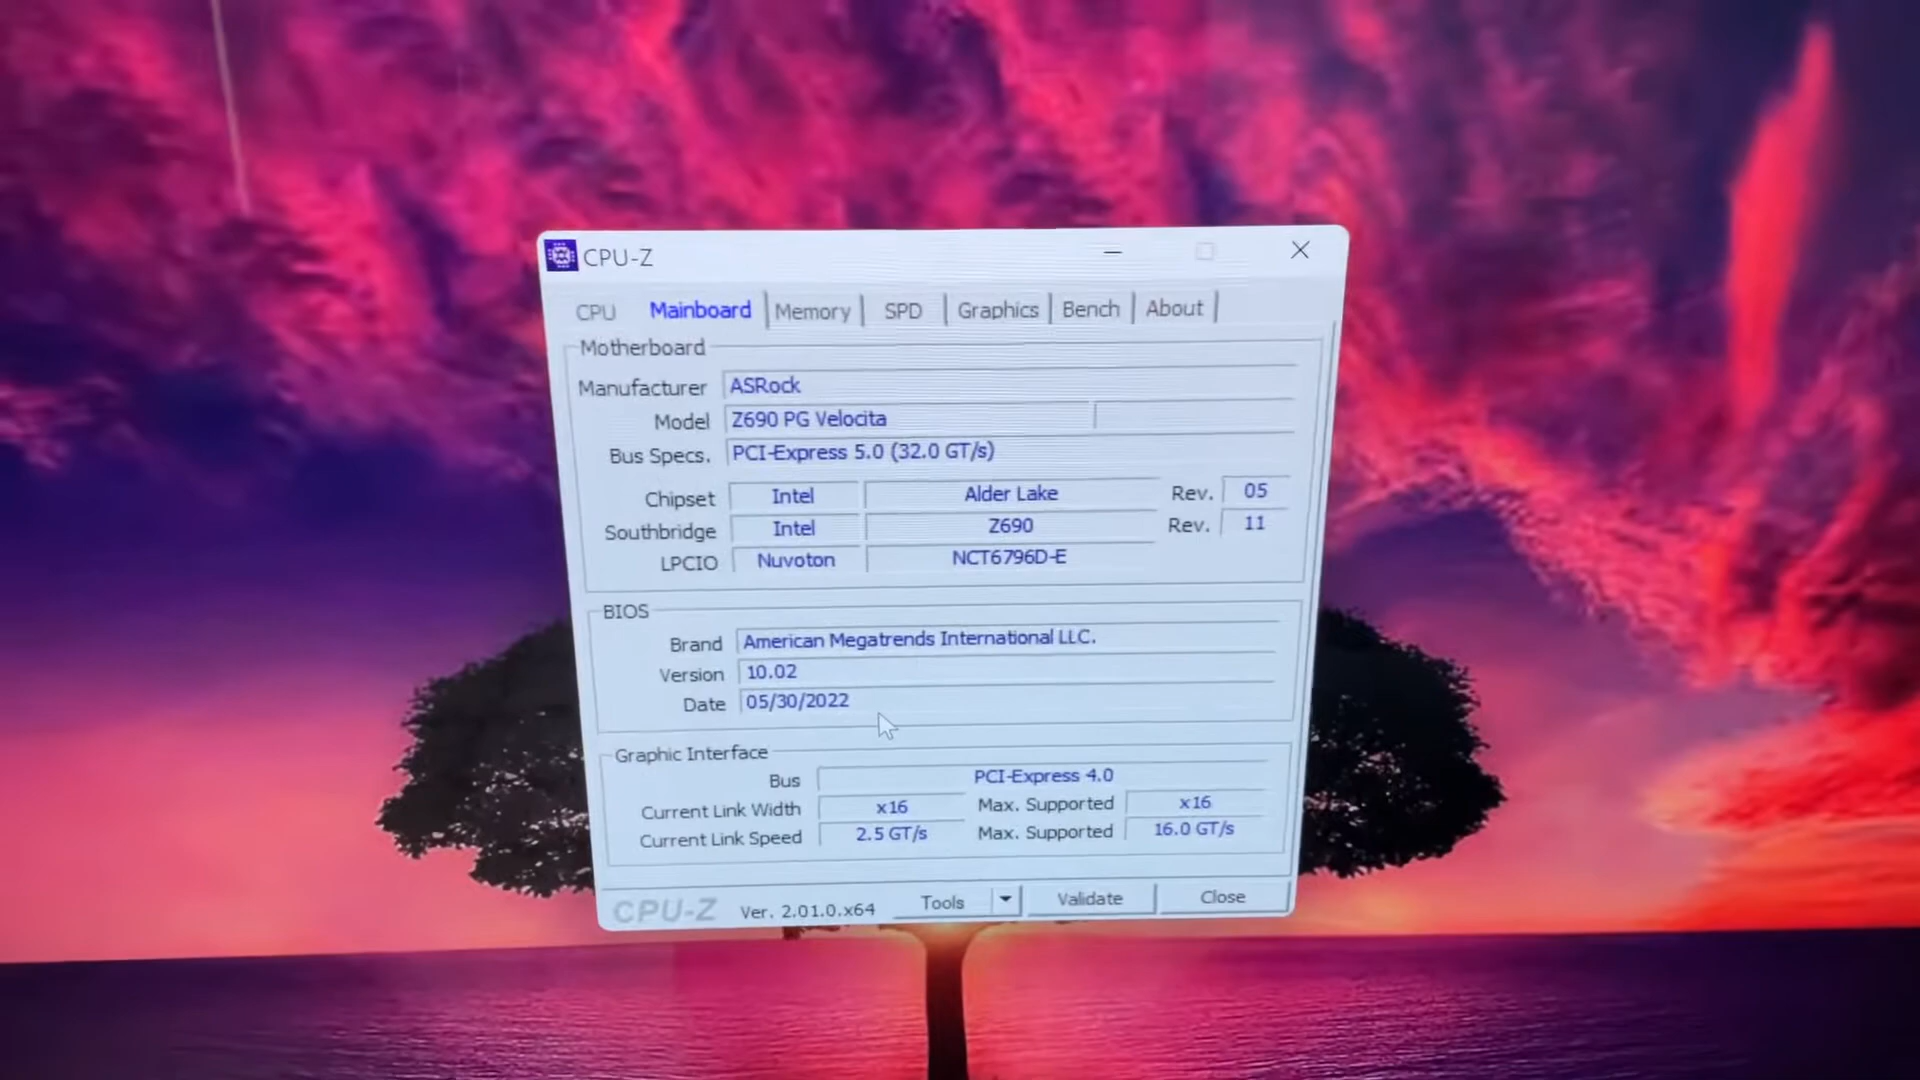 CPU-Z
CPU Mainboard Memory SPD Graphics Bench About
Motherboard
Manufacturer ASRock
Model Z690 PG Velocita
Bus Specs. PCI-Express 5.0 (32.0 GT/s)
Chipset Intel Alder Lake Rev. 05
Southbridge Intel Z690 Rev. 11
LPCIO Nuvoton NCT6796D-E
BIOS
Brand American Megatrends International LLC.
Version 10.02
Date 05/30/2022
Graphic Interface
Bus PCI-Express 4.0
Current Link Width x16 Max. Supported x16
Current Link Speed 2.5 GT/s Max. Supported 16.0 GT/s
CPU-Z Ver. 2.01.0.x64 Tools Validate Close